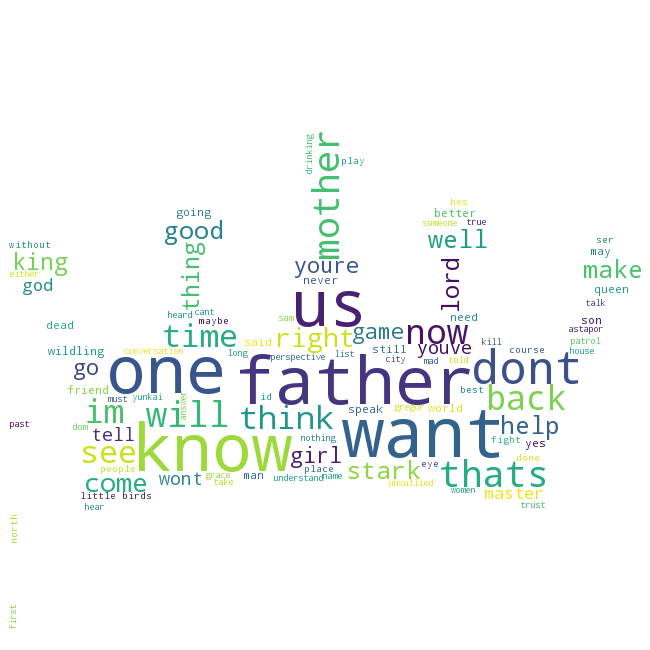 drinking
play
mother
hes
going
better
someone
true
good
well
ser
without
may
king
thing
youre
lord
make
either
god
never
queen
us
talk
heard
cant
sam
need
son
dead
maybe
game
now
astapor
time
said
right
still
youve
kill
patrol
wildling
conversation
long
perspective
list
city
mad
told
course
house
go
one
father
dont
friend
yunkai
answer
id
best
back
must
im
will
think
speak
gregor
world
help
past
dom
tell
know
nothing
want
fight
yes
see
people
girl
place
eye
done
thats
come
wont
grace
take
man
understand
name
stark
unsullied
women
master
little birds
hear
trust
north
first